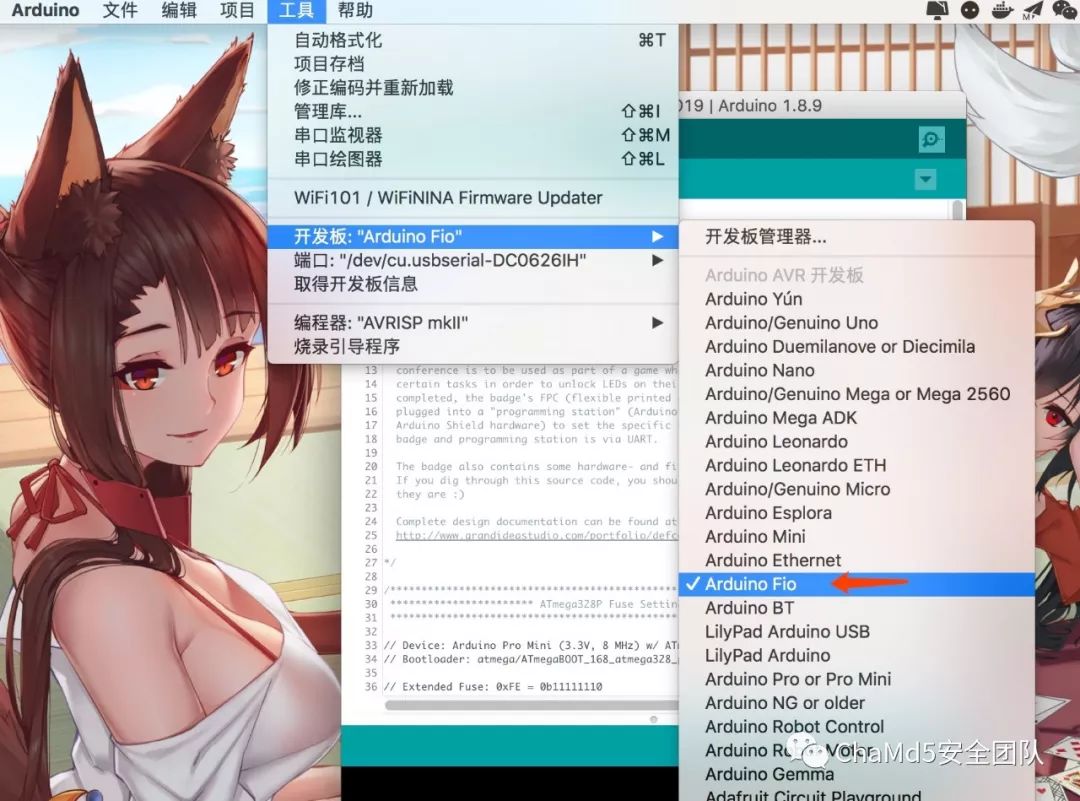 Arduino 文件 编辑 项目 工具 帮助
自动格式化 ⌘T
项目存档
修正编码并重新加载
管理库... ⇧⌘I
串口监视器 ⇧⌘M
串口绘图器 ⇧⌘L
WiFi101 / WiFiNINA Firmware Updater
开发板: "Arduino Fio"
端口: "/dev/cu.usbserial-DC0626IH"
取得开发板信息
编程器: "AVRISP mkII"
烧录引导程序
019 | Arduino 1.8.9
开发板管理器...
Arduino AVR 开发板
Arduino Yún
Arduino/Genuino Uno
Arduino Duemilanove or Diecimila
Arduino Nano
Arduino/Genuino Mega or Mega 2560
Arduino Mega ADK
Arduino Leonardo
Arduino Leonardo ETH
Arduino/Genuino Micro
Arduino Esplora
Arduino Mini
Arduino Ethernet
✓ Arduino Fio
Arduino BT
LilyPad Arduino USB
LilyPad Arduino
Arduino Pro or Pro Mini
Arduino NG or older
Arduino Robot Control
Arduino Robot Motor
Arduino Gemma
Adafruit Circuit Playground
13 conference is to be used as part of a game wh
14 certain tasks in order to unlock LEDs on thei
15 completed, the badge's FPC (flexible printed
16 plugged into a "programming station" (Arduino
17 Arduino Shield hardware) to set the specific
18 badge and programming station is via UART.
19
20 The badge also contains some hardware- and fi
21 If you dig through this source code, you shou
22 they are :)
23
24 Complete design documentation can be found at
25 http://www.grandideastudio.com/portfolio/defc
26
27 */
28
29 /************************************************
30 ************************ ATmega328P Fuse Settin
31 ************************************************
32
33 // Device: Arduino Pro Mini (3.3V, 8 MHz) w/ ATm
34 // Bootloader: atmega/ATmegaBOOT_168_atmega328_
35
36 // Extended Fuse: 0xFE = 0b11111110
ChaMd5安全团队